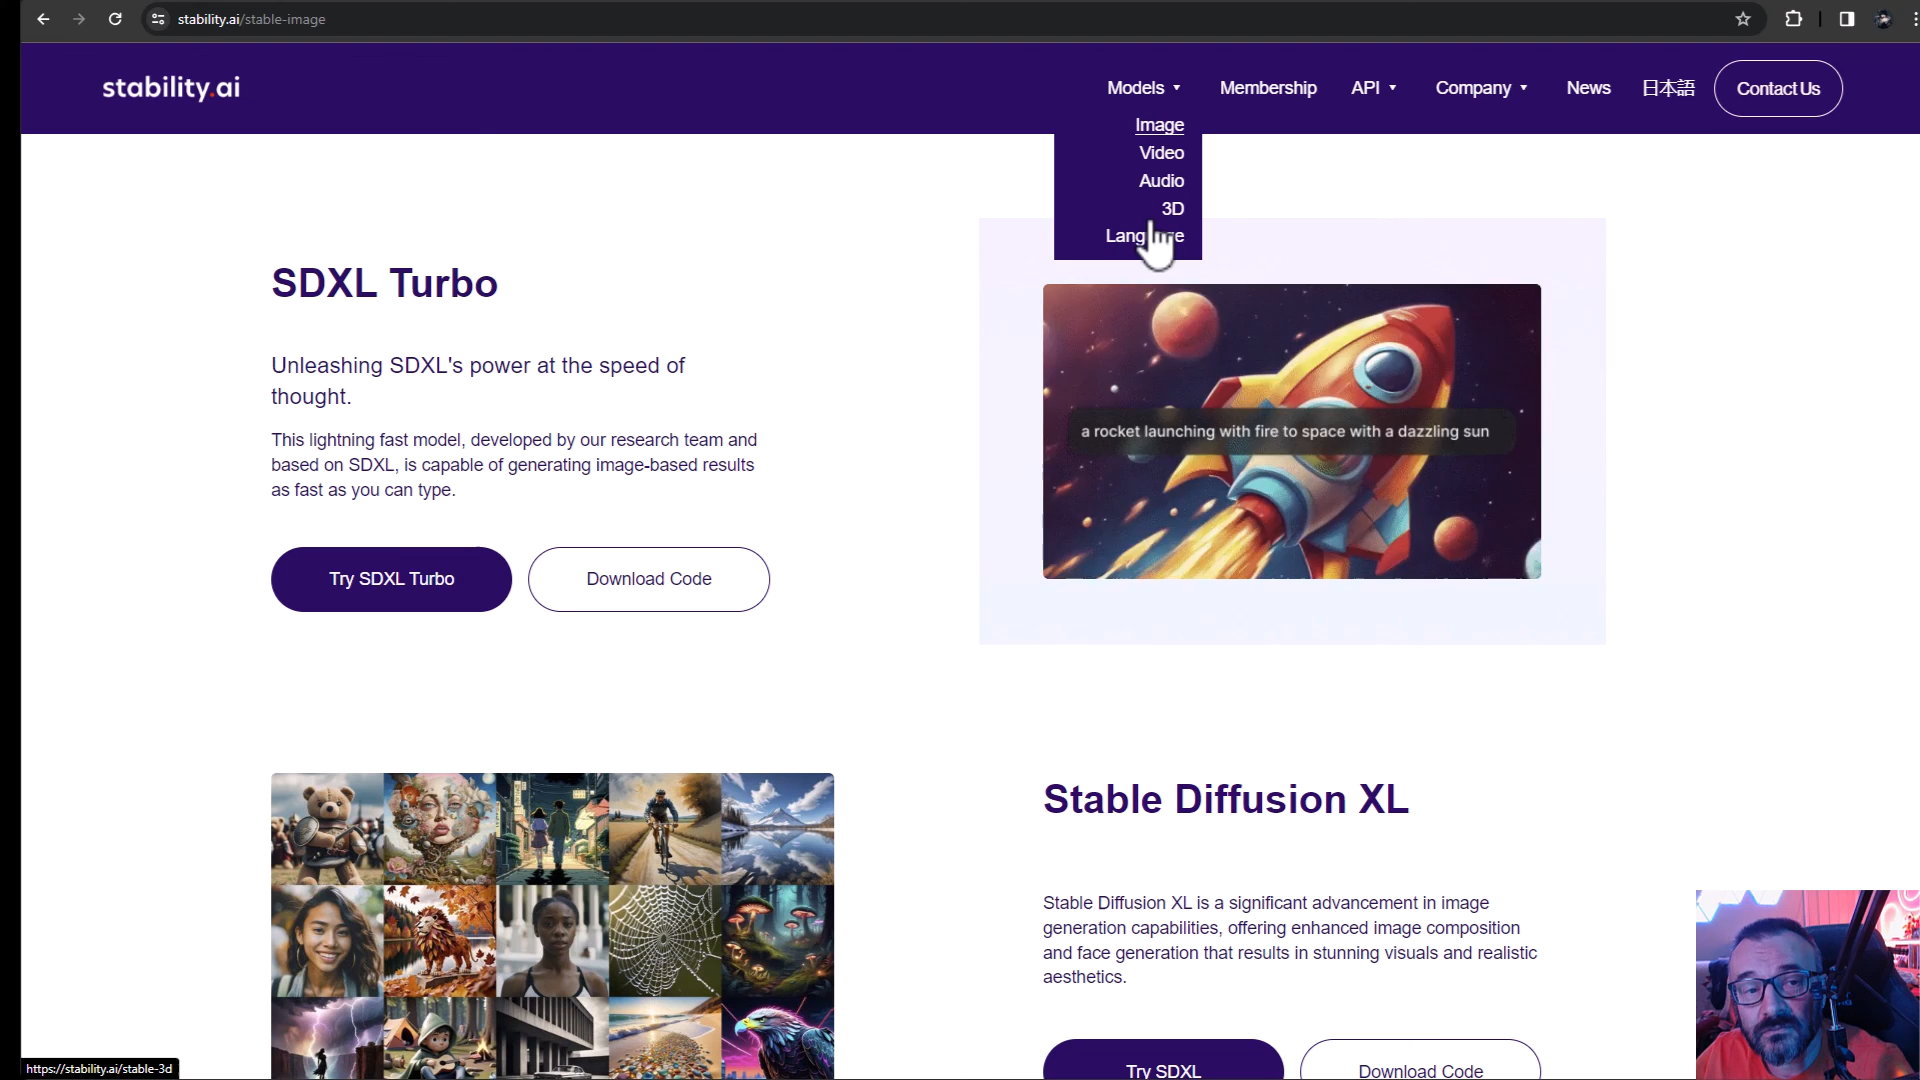 stability.ai/stable-image
stability.ai
Models
Membership
API
Company
News
日本語
Contact Us
Image
Video
Audio
3D
Language
SDXL Turbo
Unleashing SDXL's power at the speed of
thought.
This lightning fast model, developed by our research team and
based on SDXL, is capable of generating image-based results
as fast as you can type.
Try SDXL Turbo
Download Code
a rocket launching with fire to space with a dazzling sun
Stable Diffusion XL
Stable Diffusion XL is a significant advancement in image
generation capabilities, offering enhanced image composition
and face generation that results in stunning visuals and realistic
aesthetics.
Try SDXL
Download Code
https://stability.ai/stable-3d